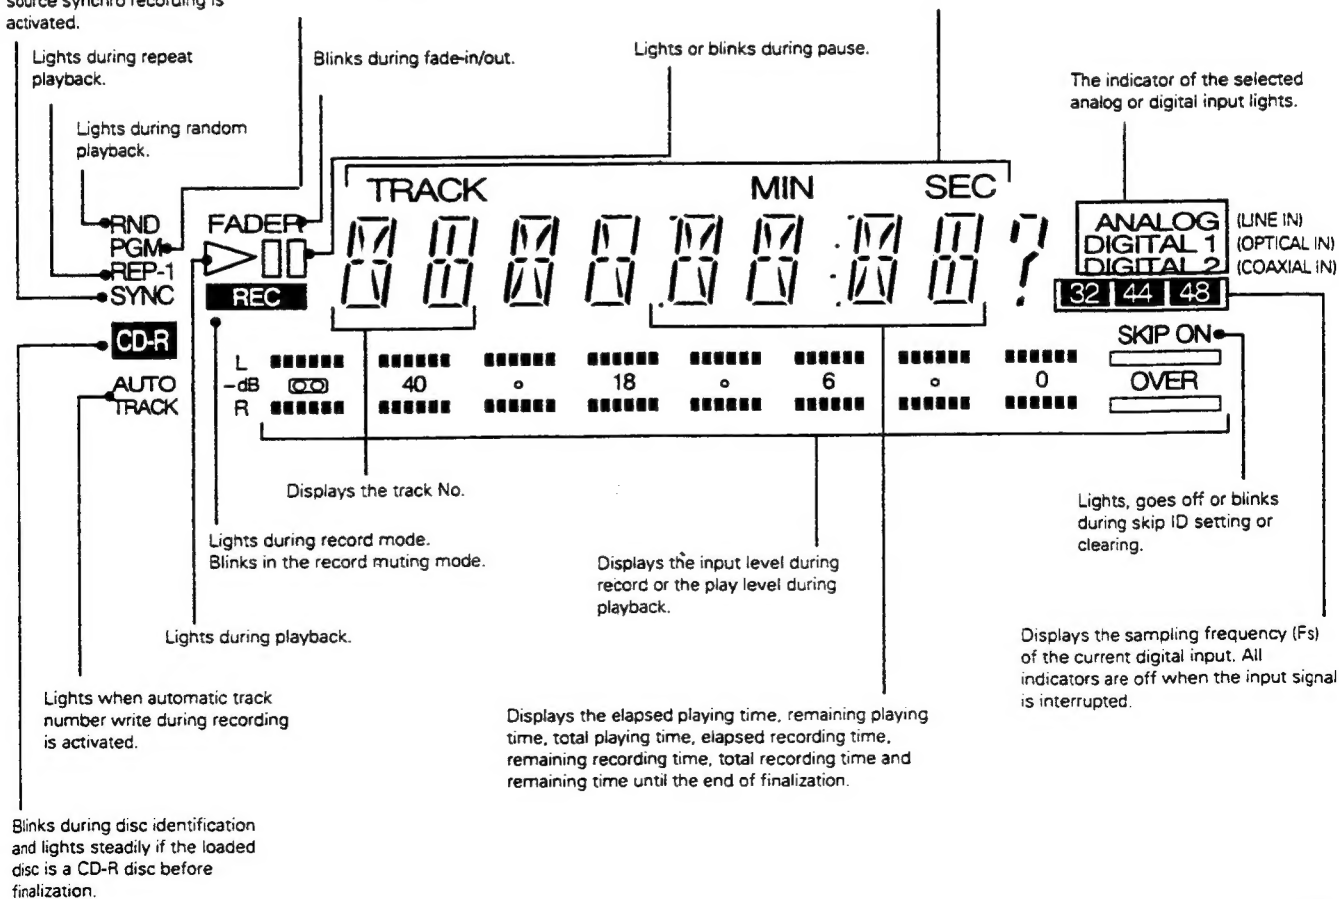 source synchro recording is
activated.
Lights during repeat
playback.
Lights during random
playback.
Blinks during fade-in/out.
Lights or blinks during pause.
The indicator of the selected
analog or digital input lights.
TRACK MIN SEC
RND
PGM
REP-1
SYNC
FADER
REC
ANALOG (LINE IN)
DIGITAL 1 (OPTICAL IN)
DIGITAL 2 (COAXIAL IN)
32 44 48
CD-R
AUTO
TRACK
L
-dB 40 18 6 0
R
SKIP ON
OVER
Displays the track No.
Lights during record mode.
Blinks in the record muting mode.
Displays the input level during
record or the play level during
playback.
Lights, goes off or blinks
during skip ID setting or
clearing.
Lights during playback.
Displays the sampling frequency (Fs)
of the current digital input. All
indicators are off when the input signal
is interrupted.
Lights when automatic track
number write during recording
is activated.
Displays the elapsed playing time, remaining playing
time, total playing time, elapsed recording time,
remaining recording time, total recording time and
remaining time until the end of finalization.
Blinks during disc identification
and lights steadily if the loaded
disc is a CD-R disc before
finalization.